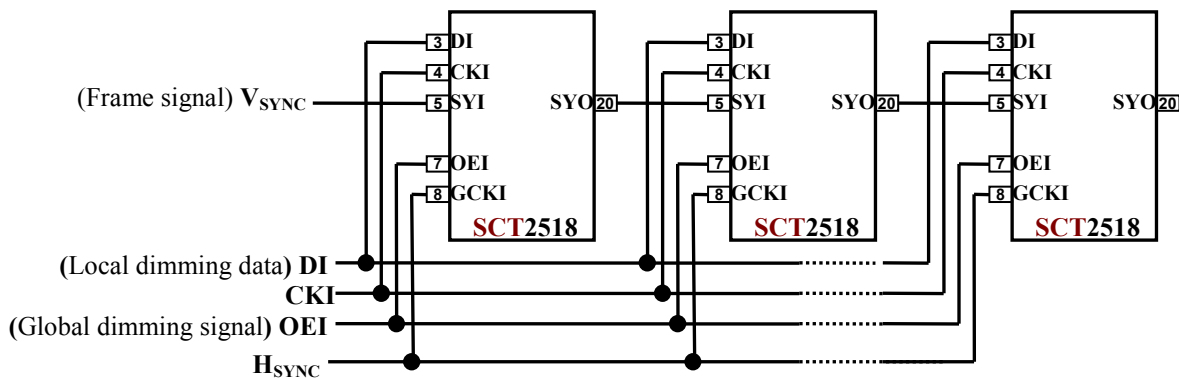 3 DI 3 DI 3 DI
4 CKI 4 CKI 4 CKI
(Frame signal) VSYNC 5 SYI SYO 20 5 SYI SYO 20 5 SYI SYO 20
7 OEI 7 OEI 7 OEI
8 GCKI 8 GCKI 8 GCKI
SCT2518 SCT2518 SCT2518
(Local dimming data) DI
CKI
(Global dimming signal) OEI
HSYNC